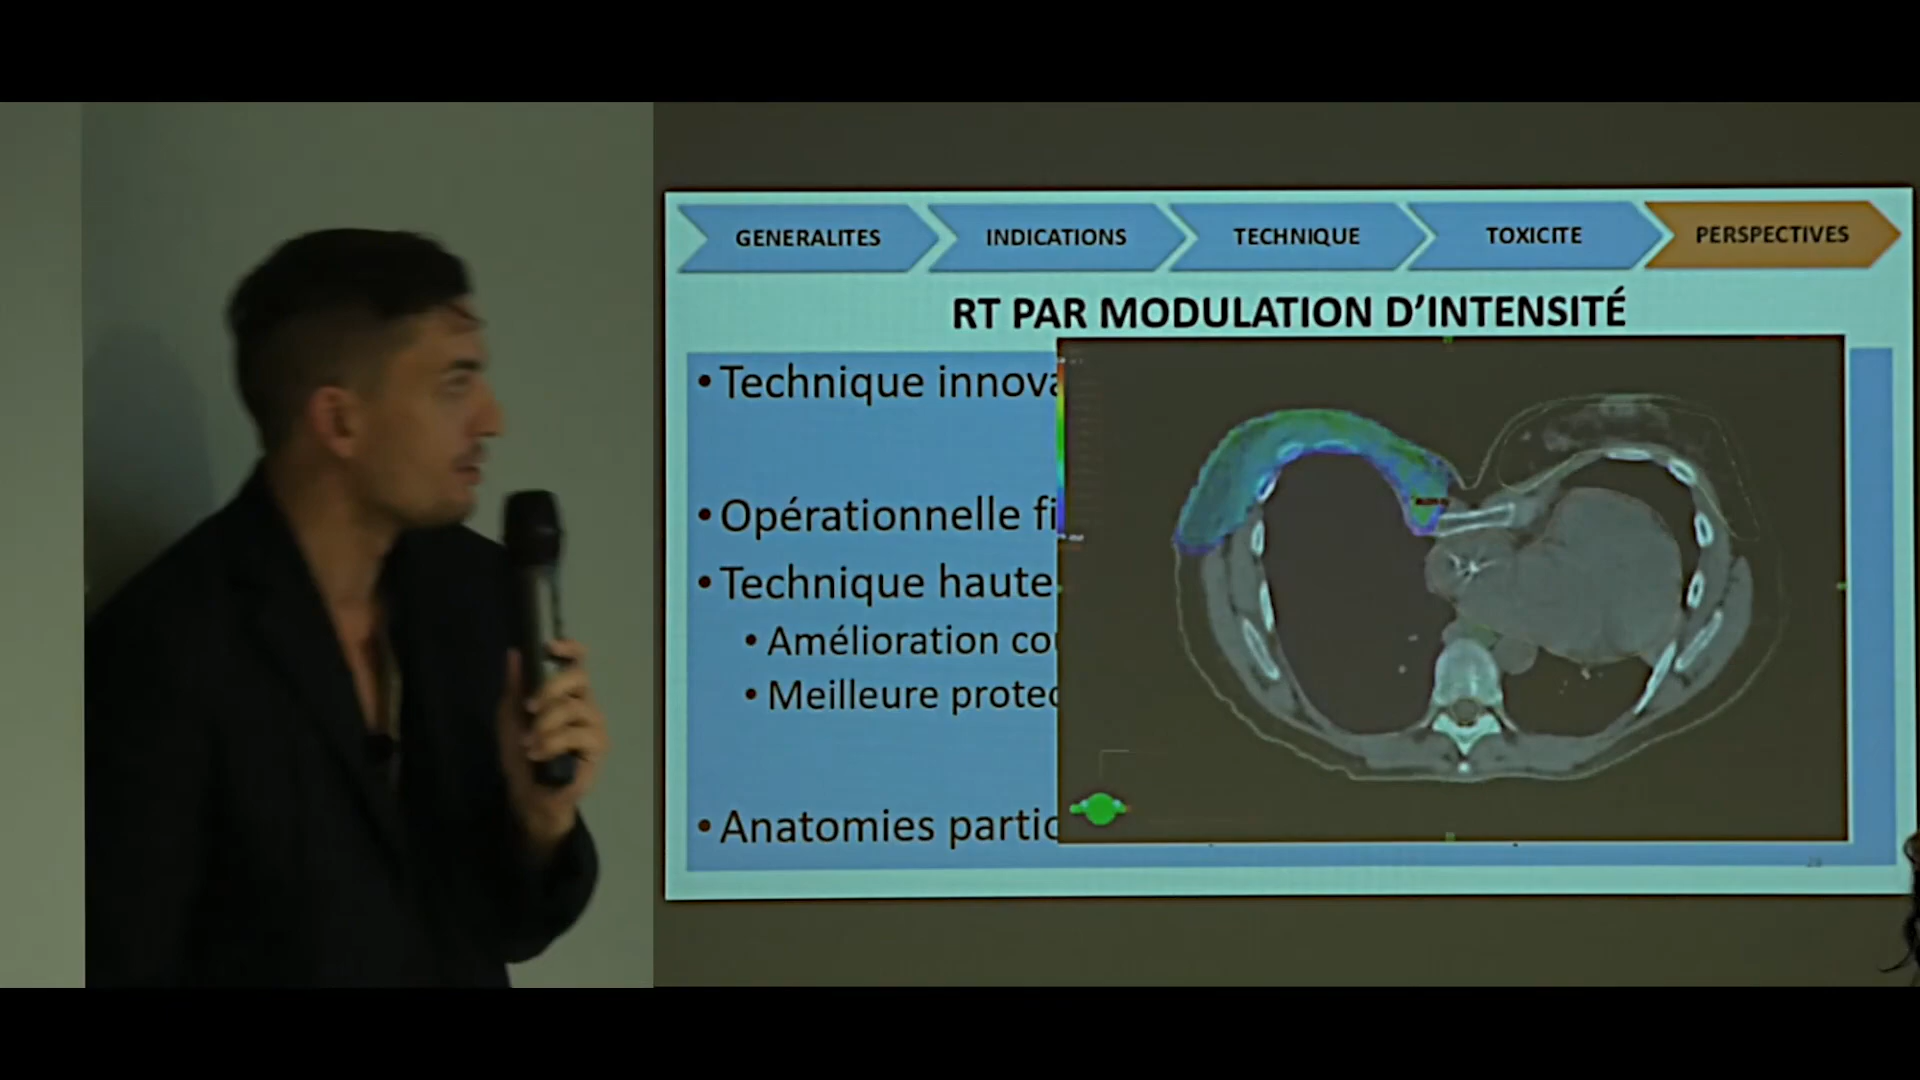 GENERALITES
INDICATIONS
TECHNIQUE
TOXICITE
PERSPECTIVES
RT PAR MODULATION D’INTENSITÉ
• Technique innova
• Opérationnelle fi
• Technique haute
• Amélioration cou
• Meilleure protec
• Anatomies partic